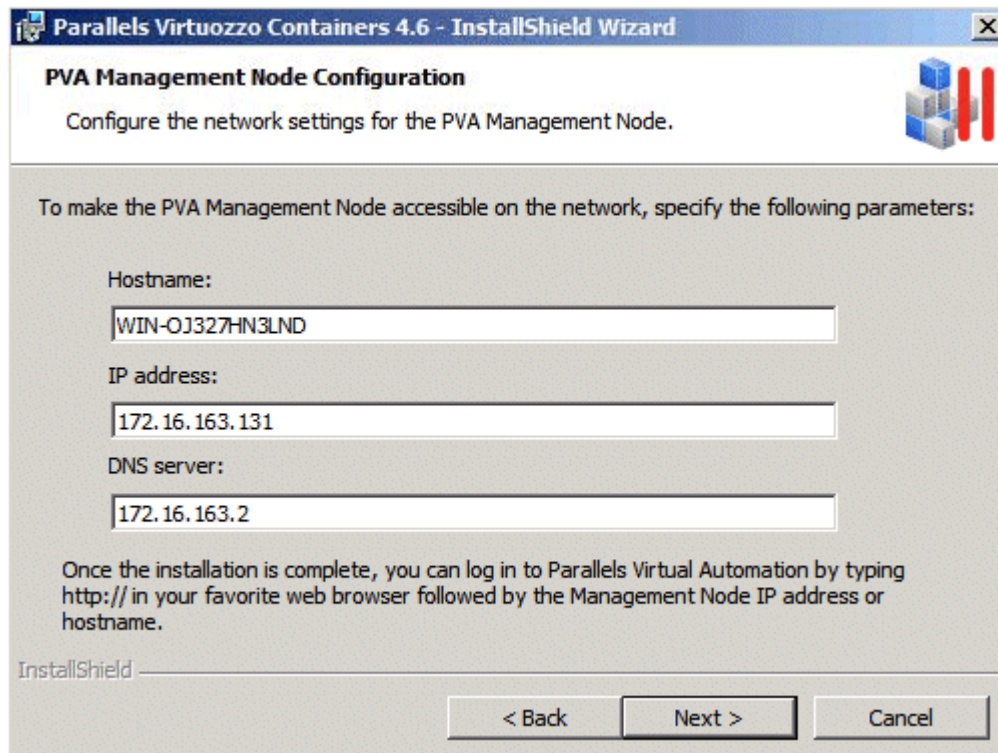 Parallels Virtuozzo Containers 4.6 - InstallShield Wizard
PVA Management Node Configuration
Configure the network settings for the PVA Management Node.
To make the PVA Management Node accessible on the network, specify the following parameters:
Hostname:
WIN-OJ327HN3LND
IP address:
172.16.163.131
DNS server:
172.16.163.2
Once the installation is complete, you can log in to Parallels Virtual Automation by typing
http:// in your favorite web browser followed by the Management Node IP address or
hostname.
InstallShield
< Back
Next >
Cancel